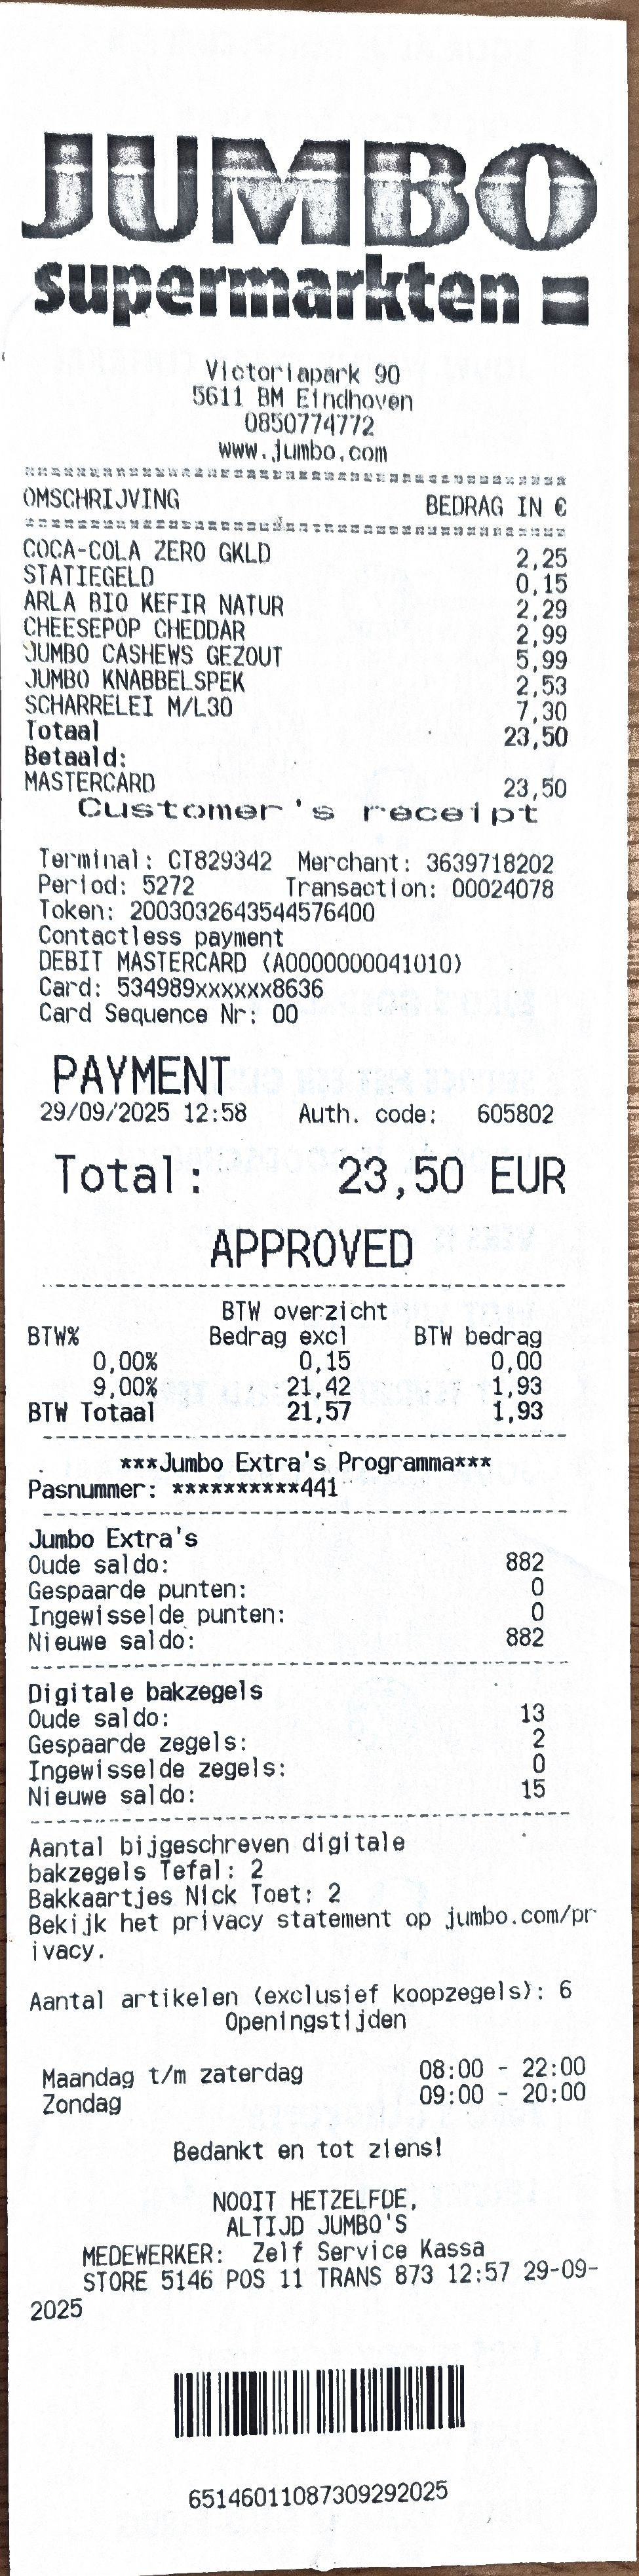 JUMBO
supermarkten
Victoriapark 90
5611 BM Eindhoven
0850774772
www.jumbo.com
OMSCHRIJVING BEDRAG IN €
COCA-COLA ZERO GKLD 2,25
STATIEGELD 0,15
ARLA BIO KEFIR NATUR 2,29
CHEESEPOP CHEDDAR 2,99
JUMBO CASHEWS GEZOUT 5,99
JUMBO KNABBELSPEK 2,53
SCHARRELEI M/L30 7,30
Totaal 23,50
Betaald:
MASTERCARD 23,50
Customer's receipt
Terminal: CT829342 Merchant: 3639718202
Period: 5272 Transaction: 00024078
Token: 2003032643544576400
Contactless payment
DEBIT MASTERCARD (A0000000041010)
Card: 534989xxxxxx8636
Card Sequence Nr: 00
PAYMENT
29/09/2025 12:58 Auth. code: 605802
Total: 23,50 EUR
APPROVED
BTW overzicht
BTW% Bedrag excl BTW bedrag
0,00% 0,15 0,00
9,00% 21,42 1,93
BTW Totaal 21,57 1,93
***Jumbo Extra's Programma***
Pasnummer: **********441
Jumbo Extra's
Oude saldo: 882
Gespaarde punten: 0
Ingewisselde punten: 0
Nieuwe saldo: 882
Digitale bakzegels
Oude saldo: 13
Gespaarde zegels: 2
Ingewisselde zegels: 0
Nieuwe saldo: 15
Aantal bijgeschreven digitale
bakzegels Tefal: 2
Bakkaartjes Nick Toet: 2
Bekijk het privacy statement op jumbo.com/pr
ivacy.
Aantal artikelen (exclusief koopzegels): 6
Openingstijden
Maandag t/m zaterdag 08:00 - 22:00
Zondag 09:00 - 20:00
Bedankt en tot ziens!
NOOIT HETZELFDE,
ALTIJD JUMBO'S
MEDEWERKER: Zelf Service Kassa
STORE 5146 POS 11 TRANS 873 12:57 29-09-
2025
65146011087309292025